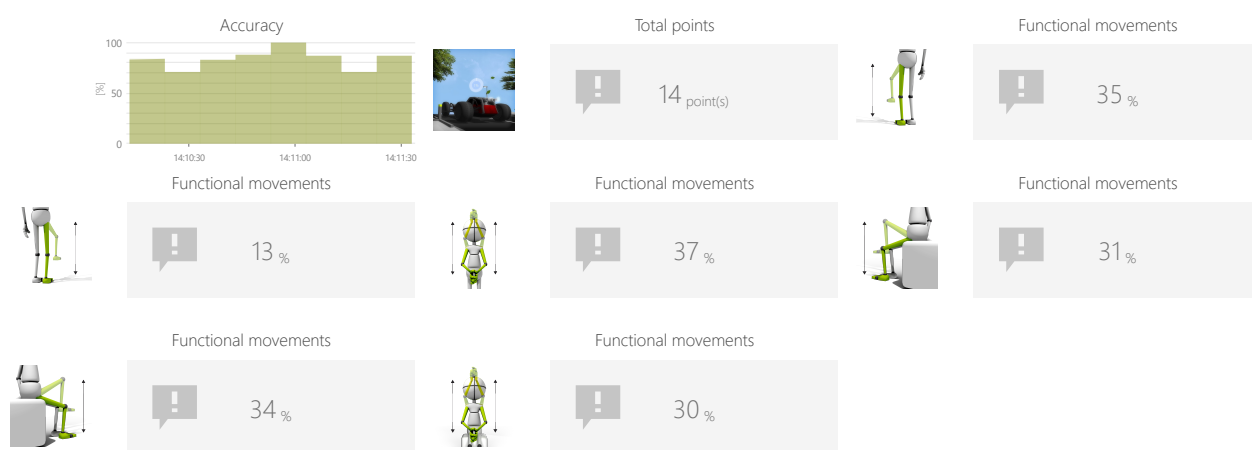 Accuracy
100
50
0
[%]
14:10:30 14:11:00 14:11:30
Total points
14 point(s)
Functional movements
35 %
Functional movements
13 %
Functional movements
37 %
Functional movements
31 %
Functional movements
34 %
Functional movements
30 %